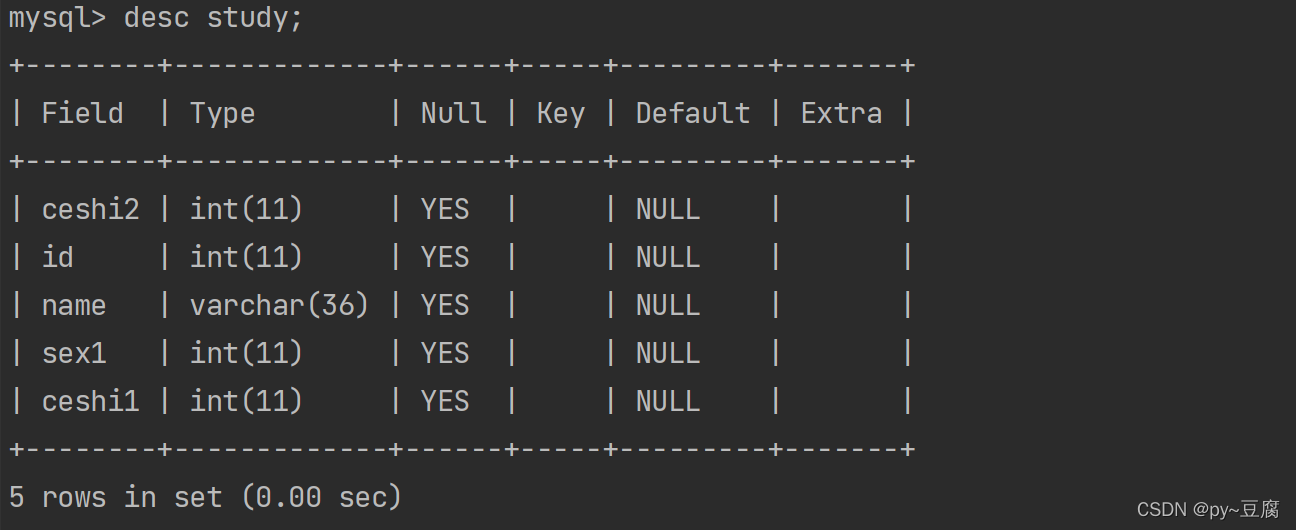 mysql> desc study;
+--------+-------------+------+-----+---------+-------+
| Field  | Type        | Null | Key | Default | Extra |
+--------+-------------+------+-----+---------+-------+
| ceshi2 | int(11)     | YES  |     | NULL    |       |
| id     | int(11)     | YES  |     | NULL    |       |
| name   | varchar(36) | YES  |     | NULL    |       |
| sex1   | int(11)     | YES  |     | NULL    |       |
| ceshi1 | int(11)     | YES  |     | NULL    |       |
+--------+-------------+------+-----+---------+-------+
5 rows in set (0.00 sec)
CSDN @py~豆腐